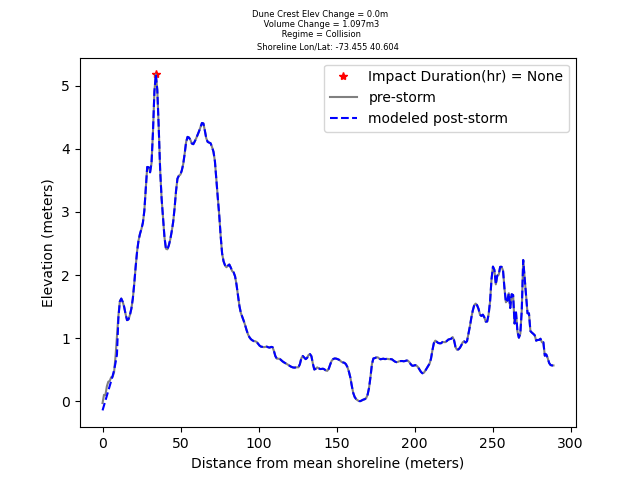 Dune Crest Elev Change = 0.0m
Volume Change = 1.097m3
Regime = Collision
Shoreline Lon/Lat: -73.455 40.604
Impact Duration(hr) = None
pre-storm
modeled post-storm
Elevation (meters)
5
4
3
2
1
0
0 50 100 150 200 250 300
Distance from mean shoreline (meters)